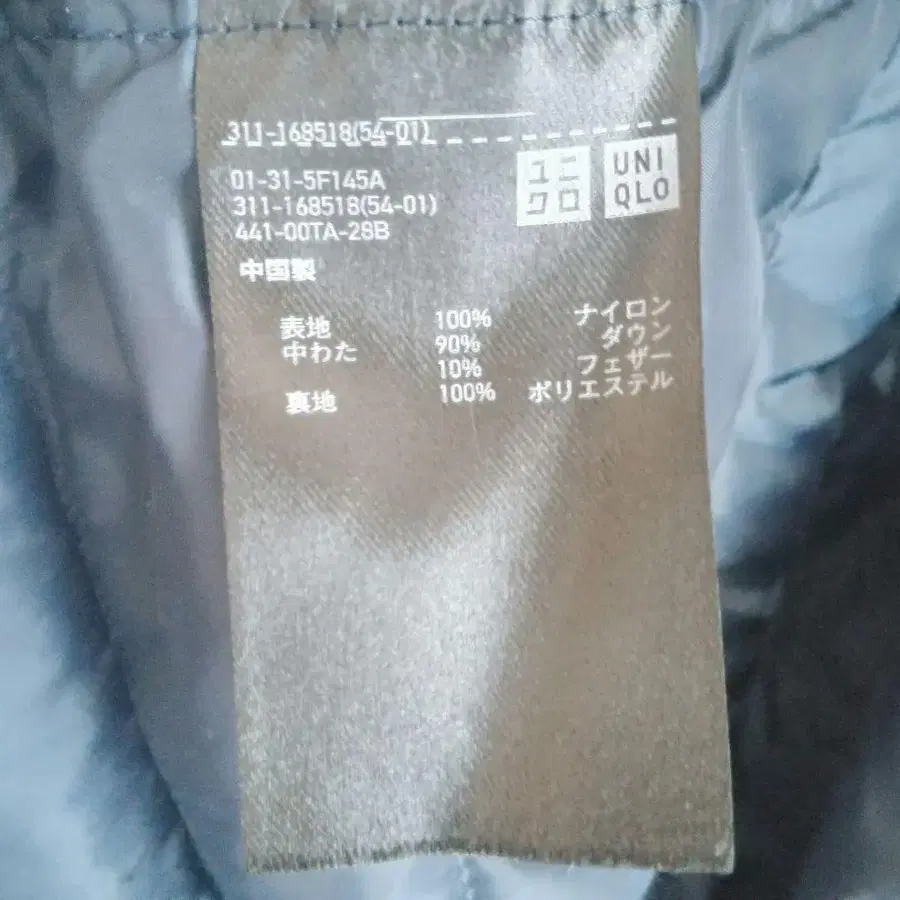 311-168518(54-01)
ユニ
クロ
UNI
QLO
01-31-5F145A
311-168518(54-01)
441-00TA-28B
中国製
表地 100% ナイロン
中わた 90% ダウン
10% フェザー
裏地 100% ポリエステル